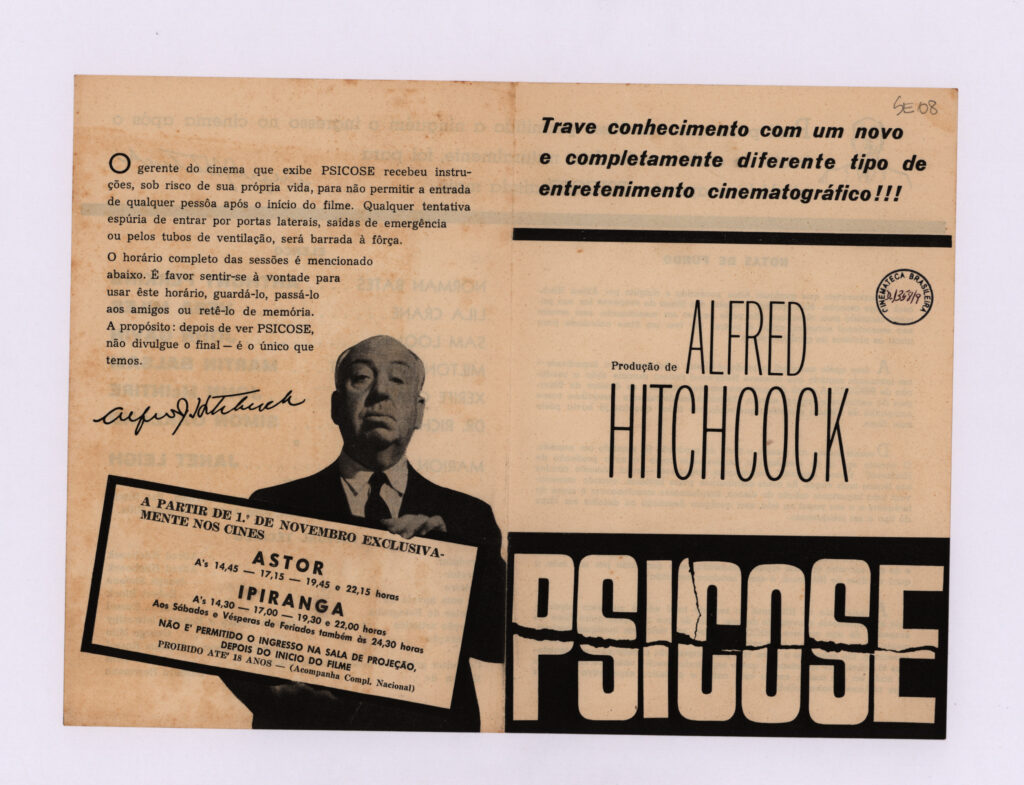 O gerente do cinema que exibe PSICOSE recebeu instru-
ções, sob risco de sua própria vida, para não permitir a entrada
de qualquer pessôa após o início do filme. Qualquer tentativa
espúria de entrar por portas laterais, saídas de emergência
ou pelos tubos de ventilação, será barrada à fôrça.
O horário completo das sessões é mencionado
abaixo. É favor sentir-se à vontade para
usar êste horário, guardá-lo, passá-lo
aos amigos ou retê-lo de memória.
A propósito: depois de ver PSICOSE,
não divulgue o final — é o único que
temos.
Alfred J Hitchcock
A PARTIR DE 1.º DE NOVEMBRO EXCLUSIVA-
MENTE NOS CINES
ASTOR
A's 14,45 — 17,15 — 19,45 e 22,15 horas
IPIRANGA
A's 14,30 — 17,00 — 19,30 e 22,00 horas
Aos Sábados e Vésperas de Feriados também às 24,30 horas
NÃO E' PERMITIDO O INGRESSO NA SALA DE PROJEÇÃO,
DEPOIS DO INICIO DO FILME
PROIBIDO ATE' 18 ANOS — (Acompanha Compl. Nacional)
SE 08
Trave conhecimento com um novo
e completamente diferente tipo de
entretenimento cinematográfico!!!
CINEMATECA BRASILEIRA
Produção de
ALFRED
HITCHCOCK
PSICOSE